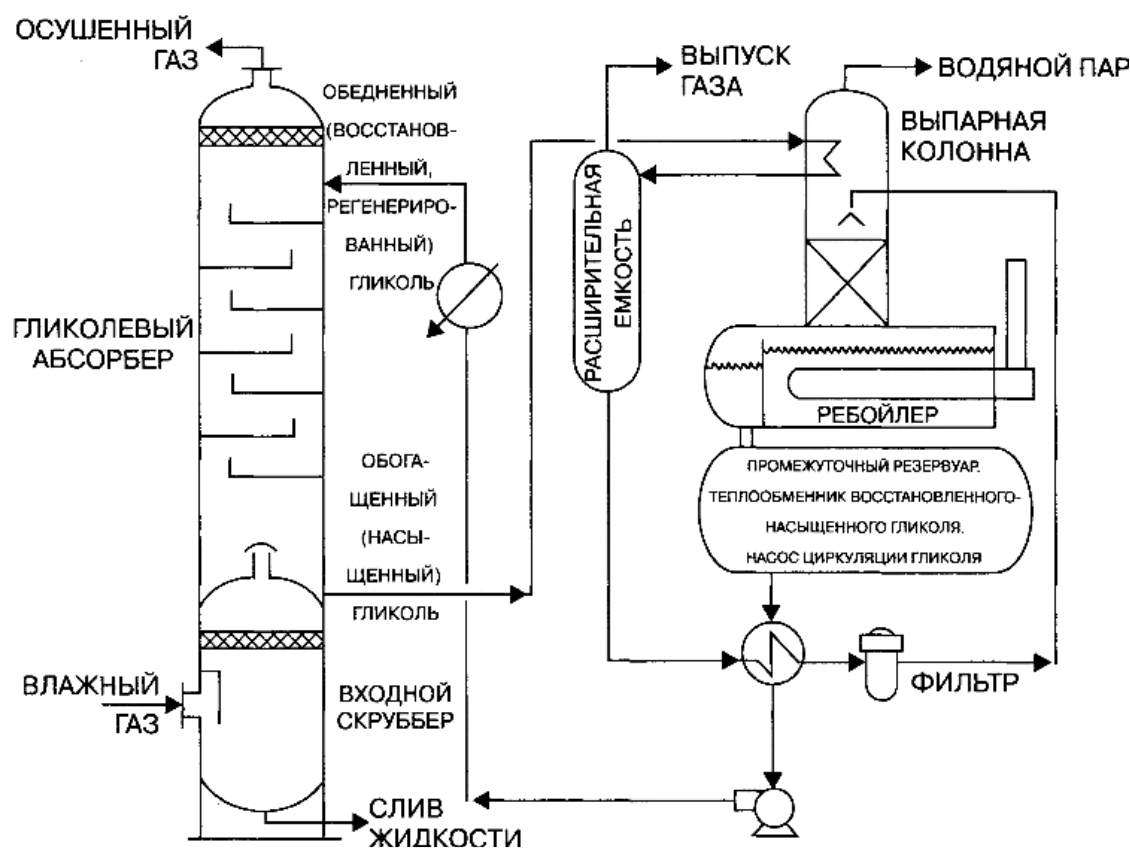 ОСУШЕННЫЙ
ГАЗ
ОБЕДНЕННЫЙ
(ВОССТАНОВ-
ЛЕННЫЙ,
РЕГЕНЕРИРО-
ВАННЫЙ)
ГЛИКОЛЬ
ВЫПУСК
ГАЗА
ВОДЯНОЙ ПАР
ВЫПАРНАЯ
КОЛОННА
РАСШИРИТЕЛЬНАЯ
ЕМКОСТЬ
ГЛИКОЛЕВЫЙ
АБСОРБЕР
РЕБОЙЛЕР
ОБОГА-
ЩЕННЫЙ
(НАСЫ-
ЩЕННЫЙ)
ГЛИКОЛЬ
ПРОМЕЖУТОЧНЫЙ РЕЗЕРВУАР.
ТЕПЛООБМЕННИК ВОССТАНОВЛЕННОГО-
НАСЫЩЕННОГО ГЛИКОЛЯ.
НАСОС ЦИРКУЛЯЦИИ ГЛИКОЛЯ
ФИЛЬТР
ВЛАЖНЫЙ
ГАЗ
ВХОДНОЙ
СКРУББЕР
СЛИВ
ЖИДКОСТИ